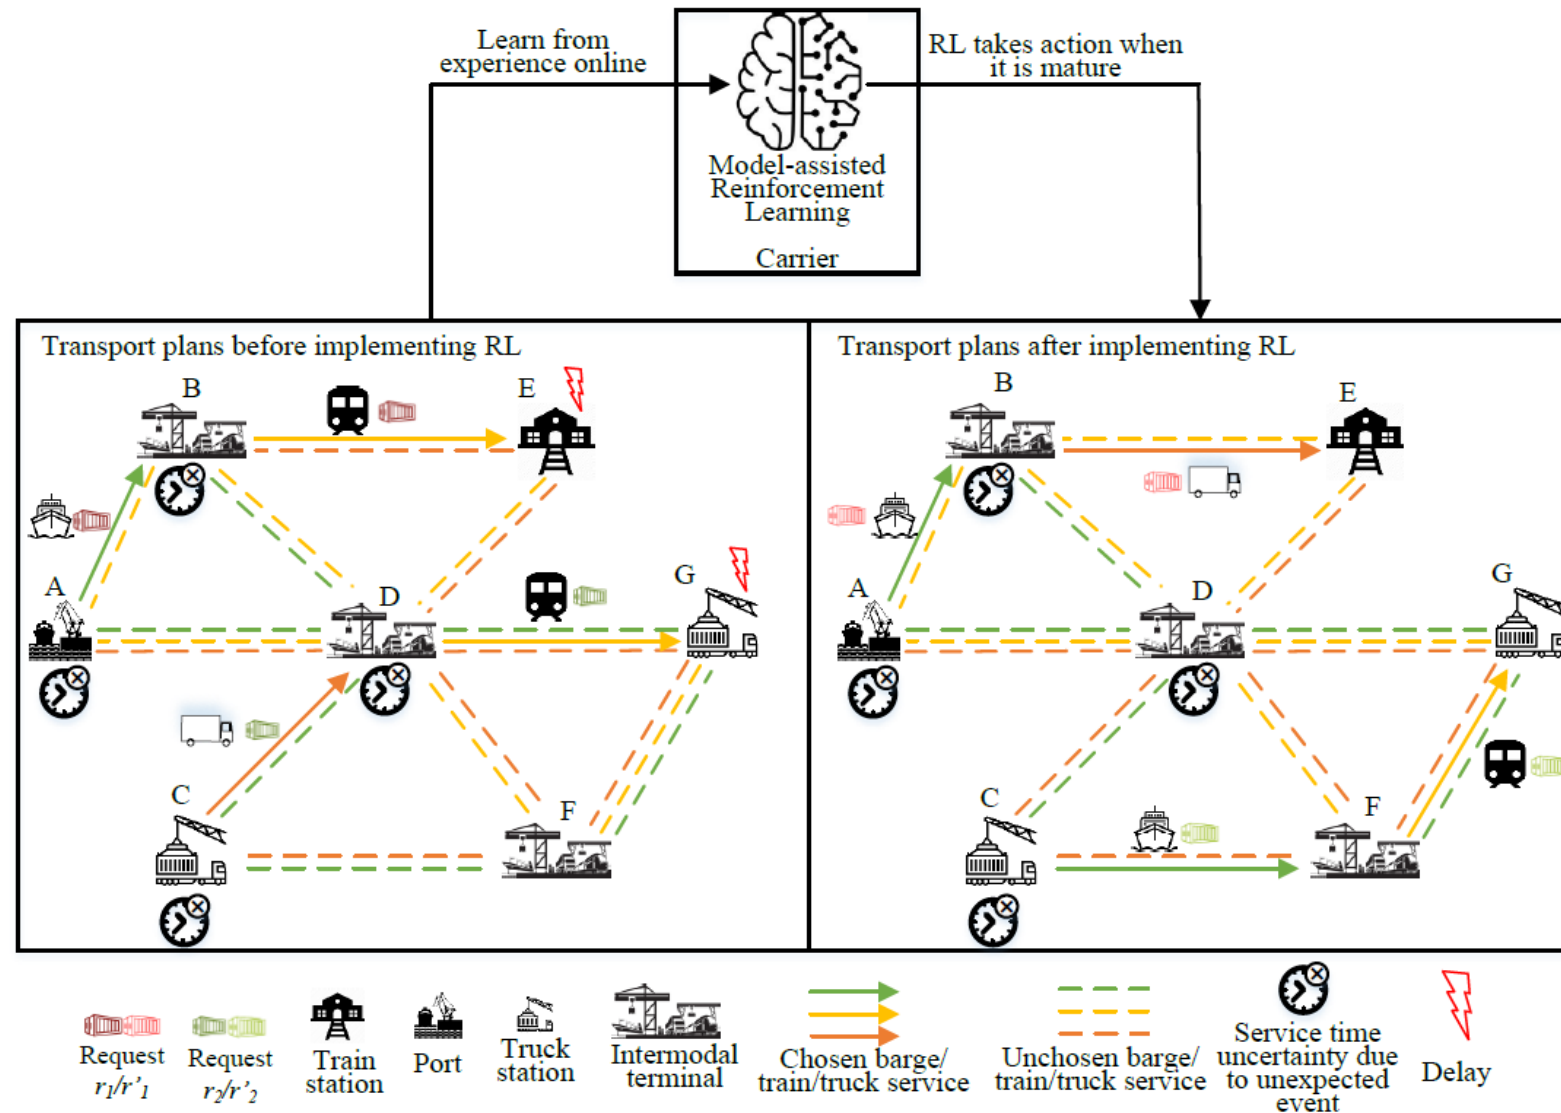 Learn from
experience online
RL takes action when
it is mature
Model-assisted
Reinforcement
Learning
Carrier
Transport plans before implementing RL
B
E
A
D
G
C
F
Transport plans after implementing RL
B
E
A
D
G
C
F
Request
r1/r'1
Request
r2/r'2
Train
station
Port
Truck
station
Intermodal
terminal
Chosen barge/
train/truck service
Unchosen barge/
train/truck service
Service time
uncertainty due
to unexpected
event
Delay